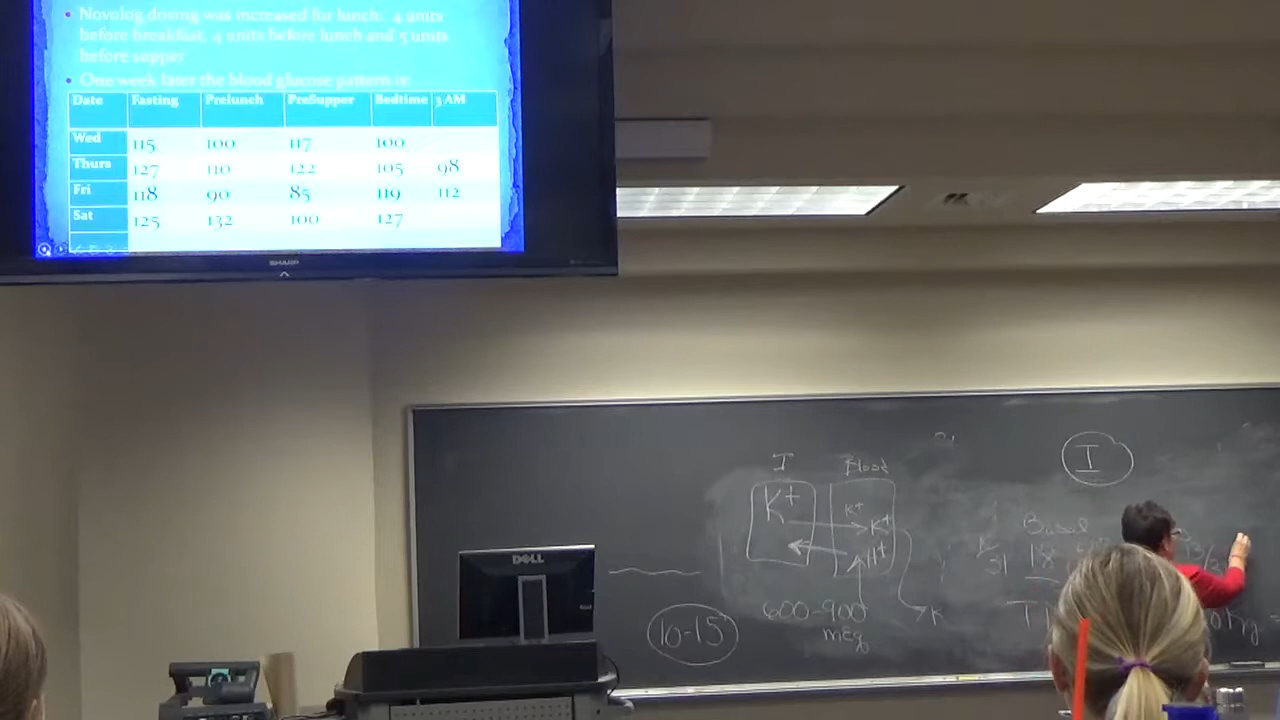 • Novolog dosing was increased for lunch: 4 units
before breakfast, 4 units before lunch and 5 units
before supper
• One week later the blood glucose pattern is:
Date Fasting Prelunch PreSupper Bedtime 3 AM
Wed 115 100 117 100
Thurs 127 110 122 105 98
Fri 118 90 85 119 112
Sat 125 132 100 127
SHARP
I
I Blood
K+ K+
K+
Basal
H+
31 18
DELL
600-900
mEq
K
10-15